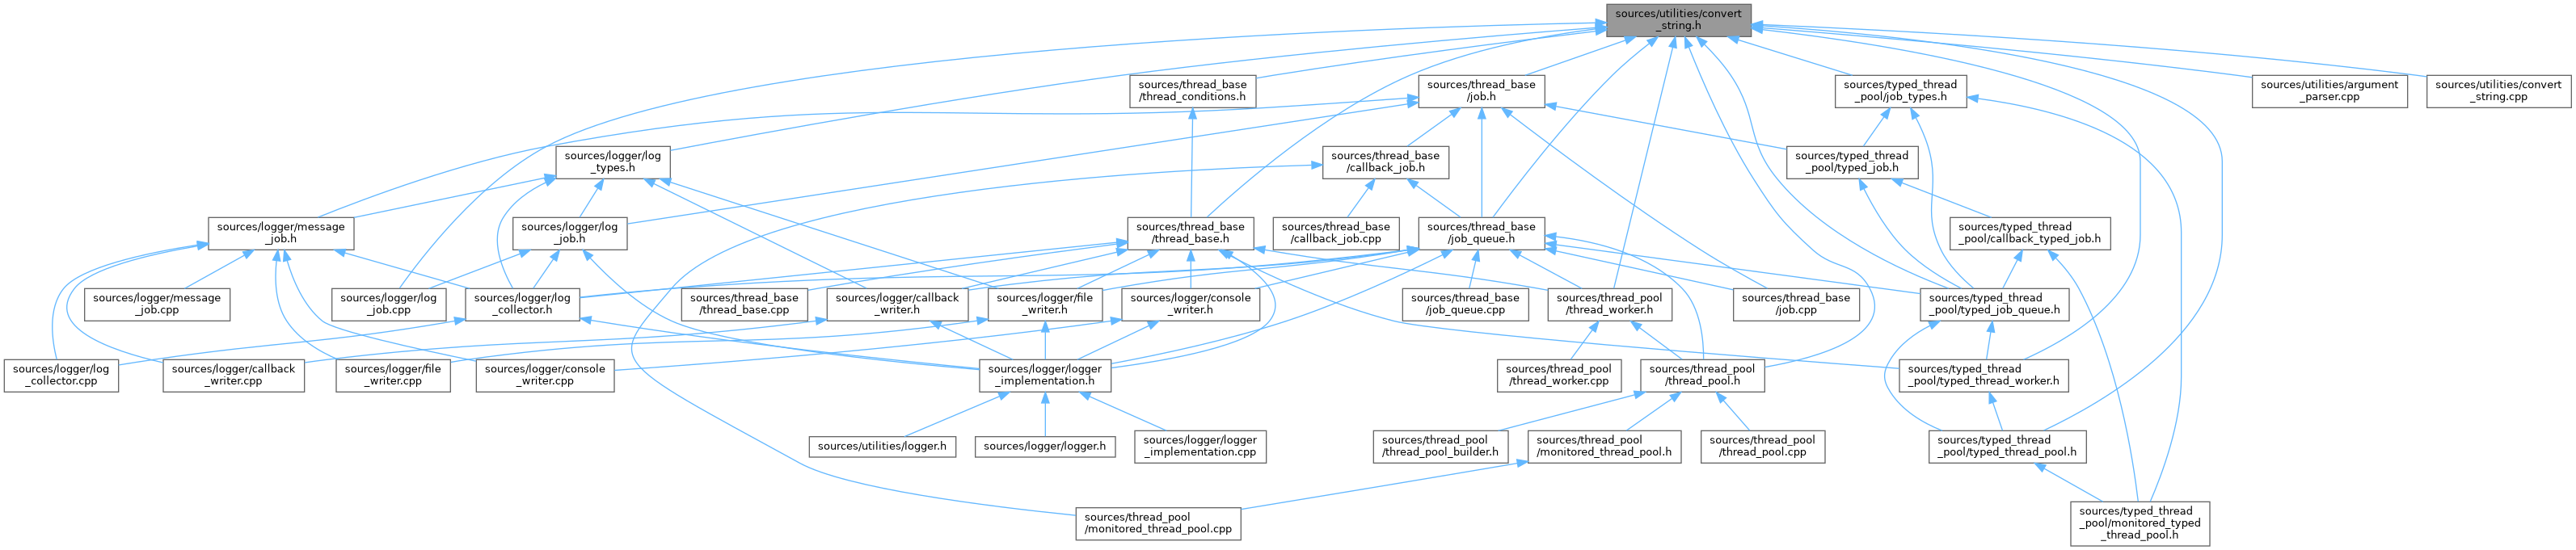 sources/utilities/convert
_string.h
sources/thread_base
/thread_conditions.h
sources/thread_base
/job.h
sources/typed_thread
_pool/job_types.h
sources/utilities/argument
_parser.cpp
sources/utilities/convert
_string.cpp
sources/logger/log
_types.h
sources/thread_base
/callback_job.h
sources/typed_thread
_pool/typed_job.h
sources/logger/message
_job.h
sources/logger/log
_job.h
sources/thread_base
/thread_base.h
sources/thread_base
/callback_job.cpp
sources/thread_base
/job_queue.h
sources/typed_thread
_pool/callback_typed_job.h
sources/logger/message
_job.cpp
sources/logger/log
_job.cpp
sources/logger/log
_collector.h
sources/thread_base
/thread_base.cpp
sources/logger/callback
_writer.h
sources/logger/file
_writer.h
sources/logger/console
_writer.h
sources/thread_base
/job_queue.cpp
sources/thread_pool
/thread_worker.h
sources/thread_base
/job.cpp
sources/typed_thread
_pool/typed_job_queue.h
sources/logger/log
_collector.cpp
sources/logger/callback
_writer.cpp
sources/logger/file
_writer.cpp
sources/logger/console
_writer.cpp
sources/logger/logger
_implementation.h
sources/thread_pool
/thread_worker.cpp
sources/thread_pool
/thread_pool.h
sources/typed_thread
_pool/typed_thread_worker.h
sources/utilities/logger.h
sources/logger/logger.h
sources/logger/logger
_implementation.cpp
sources/thread_pool
/thread_pool_builder.h
sources/thread_pool
/monitored_thread_pool.h
sources/thread_pool
/thread_pool.cpp
sources/typed_thread
_pool/typed_thread_pool.h
sources/thread_pool
/monitored_thread_pool.cpp
sources/typed_thread
_pool/monitored_typed
_thread_pool.h